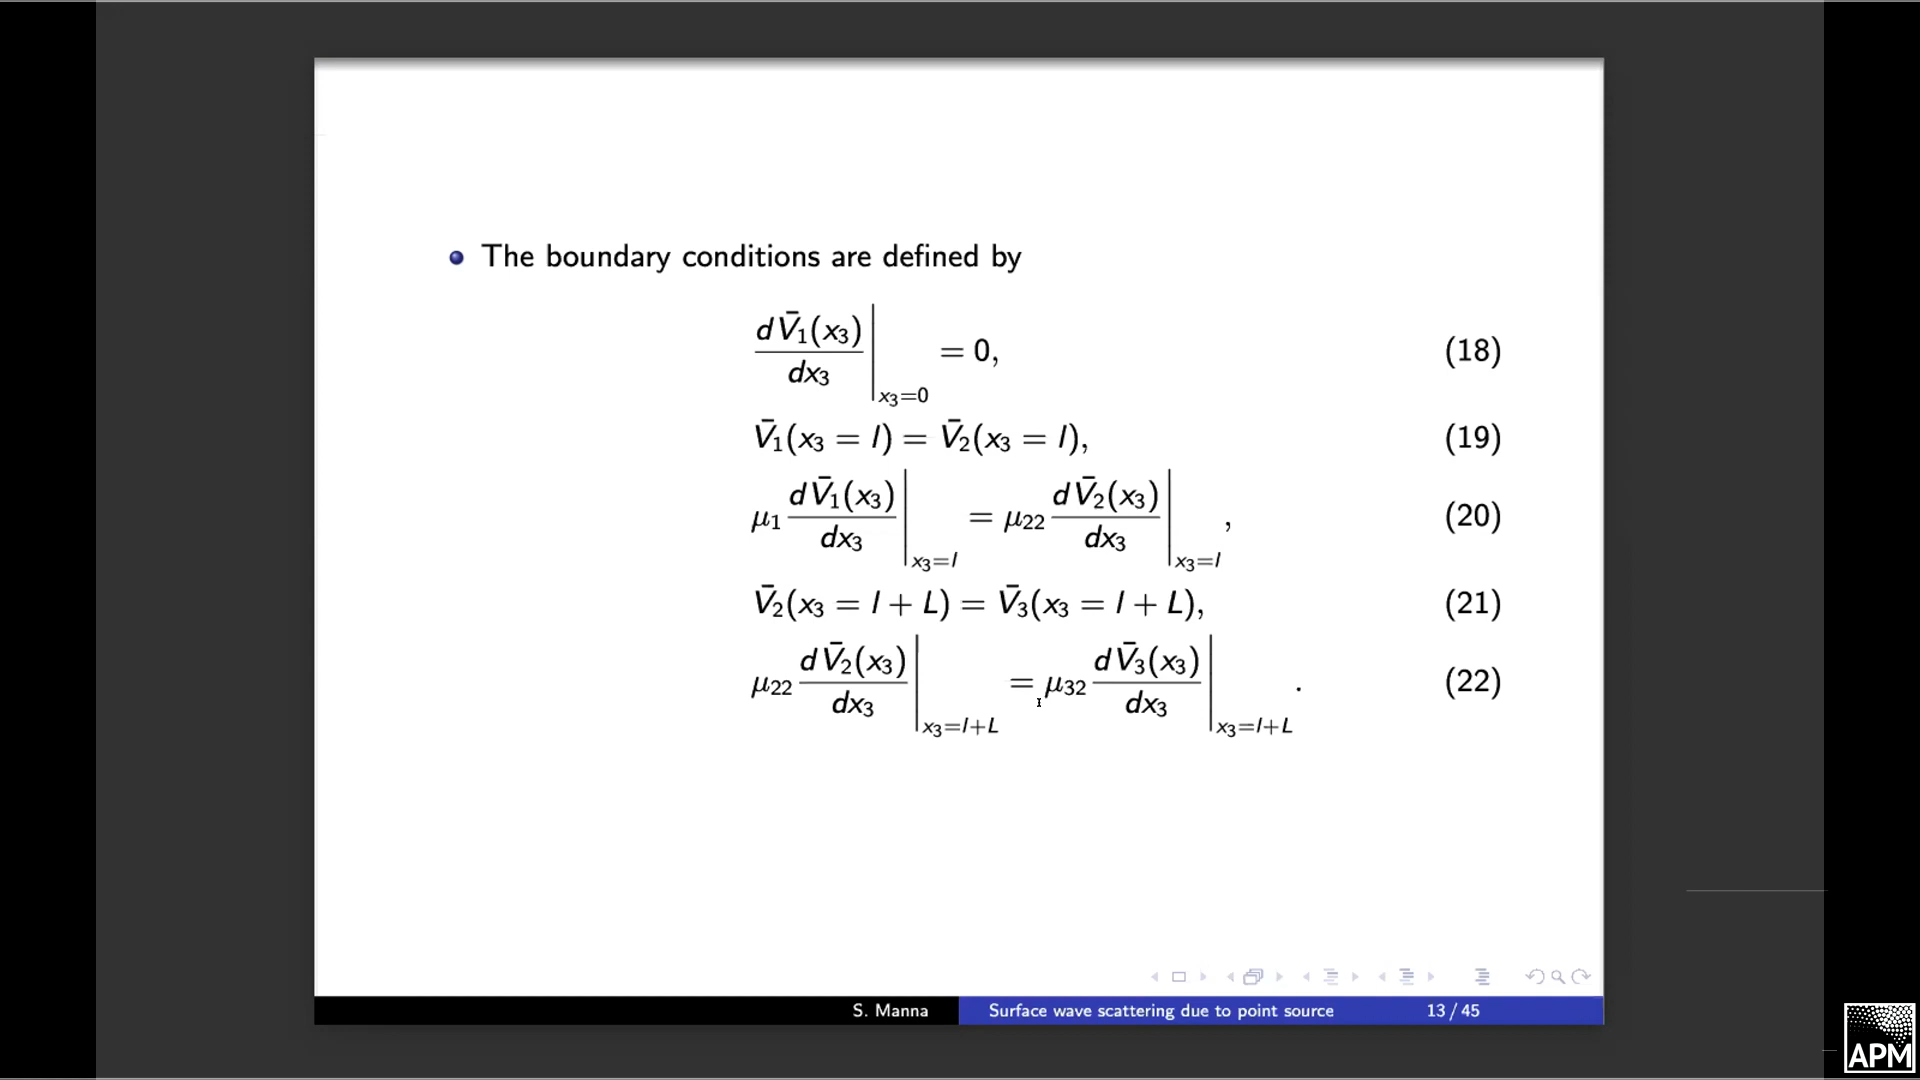 The boundary conditions are defined by
dV̄₁(x₃)/dx₃ |ₓ₃₌₀ = 0, (18)
V̄₁(x₃ = l) = V̄₂(x₃ = l), (19)
μ₁ dV̄₁(x₃)/dx₃ |ₓ₃₌ₗ = μ₂₂ dV̄₂(x₃)/dx₃ |ₓ₃₌ₗ , (20)
V̄₂(x₃ = l + L) = V̄₃(x₃ = l + L), (21)
μ₂₂ dV̄₂(x₃)/dx₃ |_{x₃=l+L} = μ₃₂ dV̄₃(x₃)/dx₃ |_{x₃=l+L} . (22)
S. Manna Surface wave scattering due to point source 13 / 45
APM